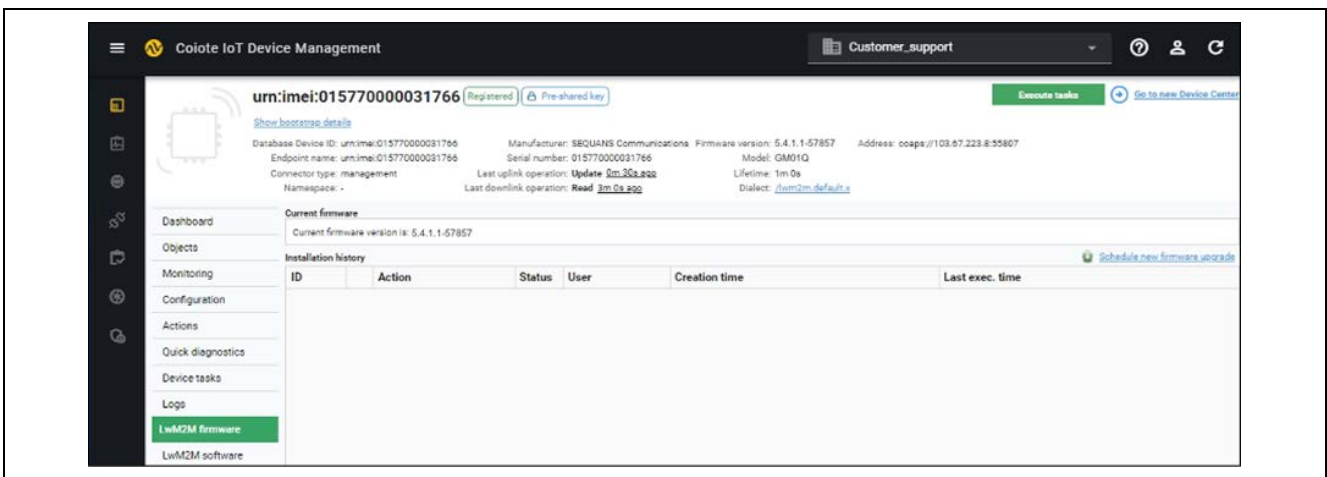 Coiote IoT Device Management
Customer_support
urn:imei:015770000031766 Registered Pre-shared key
Execute tasks
Go to new Device Center
Show bootstrap details
Database Device ID: urn:imei:015770000031766 Manufacturer: SEQUANS Communications Firmware version: 5.4.1.1-57857 Address: coaps://103.67.223.8:55807
Endpoint name: urn:imei:015770000031766 Serial number: 015770000031766 Model: GM01Q
Connector type: management Last uplink operation: Update 0m 30s ago Lifetime: 1m 0s
Namespace: - Last downlink operation: Read 3m 0s ago Dialect: /lwm2m.default.x
Dashboard
Objects
Monitoring
Configuration
Actions
Quick diagnostics
Device tasks
Logs
LwM2M firmware
LwM2M software
Current firmware
Current firmware version is: 5.4.1.1-57857
Installation history
Schedule new firmware upgrade
ID Action Status User Creation time Last exec. time